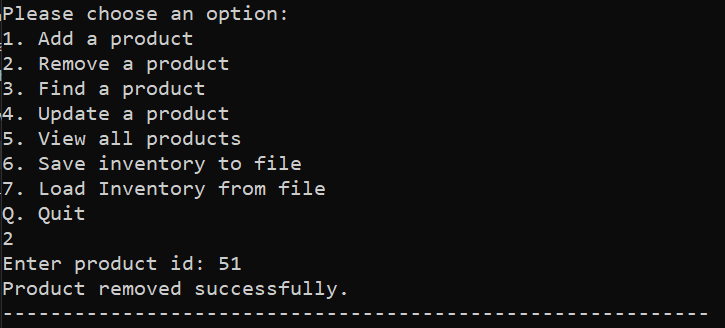 Please choose an option:
1. Add a product
2. Remove a product
3. Find a product
4. Update a product
5. View all products
6. Save inventory to file
7. Load Inventory from file
Q. Quit
2
Enter product id: 51
Product removed successfully.
-----------------------------------------------------------